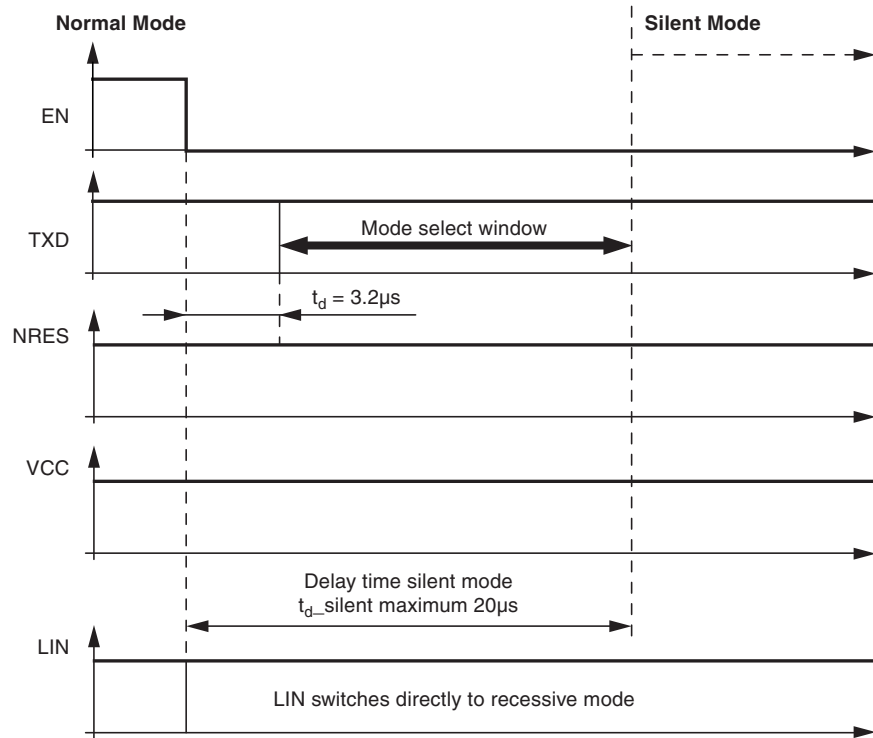 Normal Mode
Silent Mode
EN
TXD
Mode select window
t_d = 3.2µs
NRES
VCC
Delay time silent mode
t_d_silent maximum 20µs
LIN
LIN switches directly to recessive mode